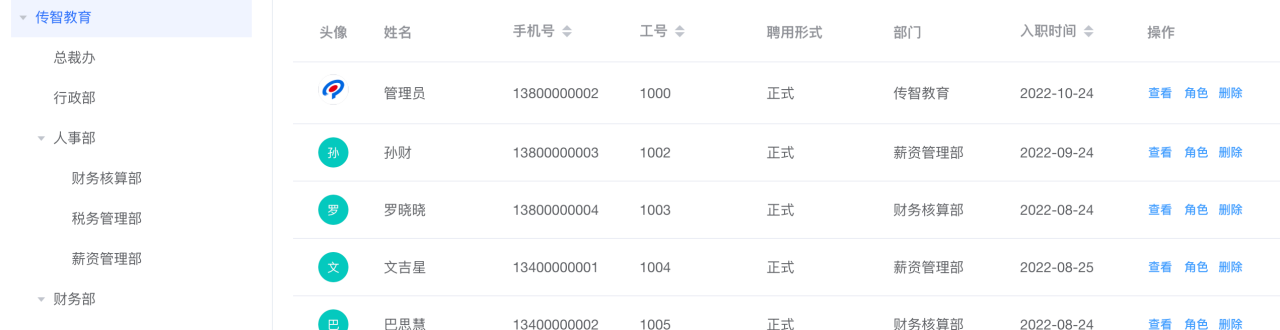 传智教育
总裁办
行政部
人事部
财务核算部
税务管理部
薪资管理部
财务部
头像 姓名 手机号 工号 聘用形式 部门 入职时间 操作
管理员 13800000002 1000 正式 传智教育 2022-10-24 查看 角色 删除
孙 孙财 13800000003 1002 正式 薪资管理部 2022-09-24 查看 角色 删除
罗 罗晓晓 13800000004 1003 正式 财务核算部 2022-08-24 查看 角色 删除
文 文吉星 13400000001 1004 正式 薪资管理部 2022-08-25 查看 角色 删除
巴 巴思慧 13400000002 1005 正式 财务核算部 2022-08-24 查看 角色 删除